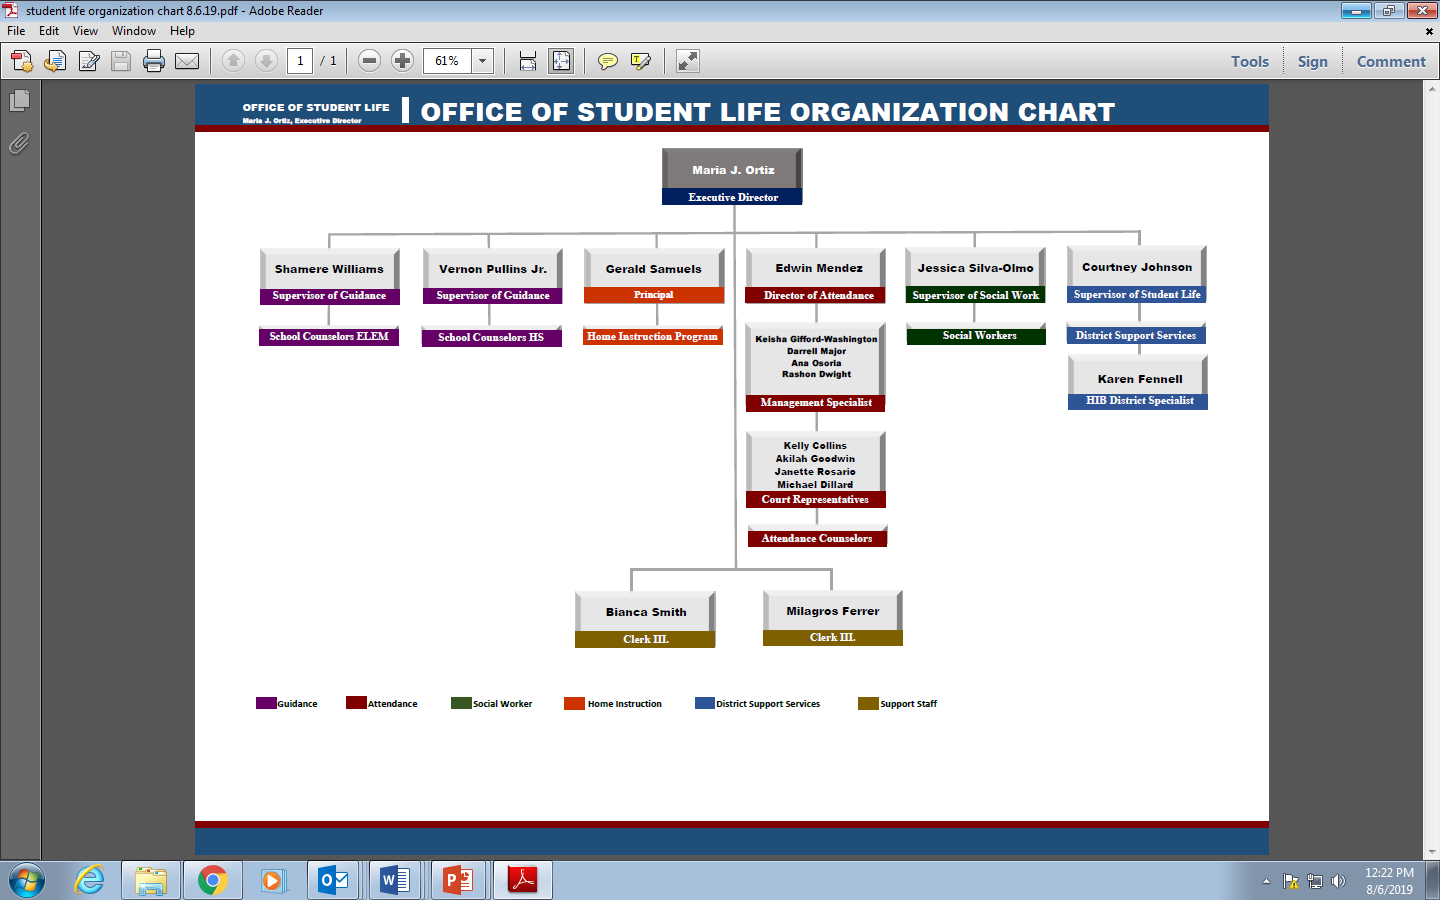 student life organization chart 8.6.19.pdf - Adobe Reader
File Edit View Window Help
1 / 1 61% Tools Sign Comment
OFFICE OF STUDENT LIFE
Maria J. Ortiz, Executive Director
OFFICE OF STUDENT LIFE ORGANIZATION CHART
Maria J. Ortiz
Executive Director
Shamere Williams
Supervisor of Guidance
School Counselors ELEM
Vernon Pullins Jr.
Supervisor of Guidance
School Counselors HS
Gerald Samuels
Principal
Home Instruction Program
Edwin Mendez
Director of Attendance
Keisha Gifford-Washington
Darrell Major
Ana Osoria
Rashon Dwight
Management Specialist
Kelly Collins
Akilah Goodwin
Janette Rosario
Michael Dillard
Court Representatives
Attendance Counselors
Jessica Silva-Olmo
Supervisor of Social Work
Social Workers
Courtney Johnson
Supervisor of Student Life
District Support Services
Karen Fennell
HIB District Specialist
Bianca Smith
Clerk III.
Milagros Ferrer
Clerk III.
Guidance Attendance Social Worker Home Instruction District Support Services Support Staff
12:22 PM
8/6/2019